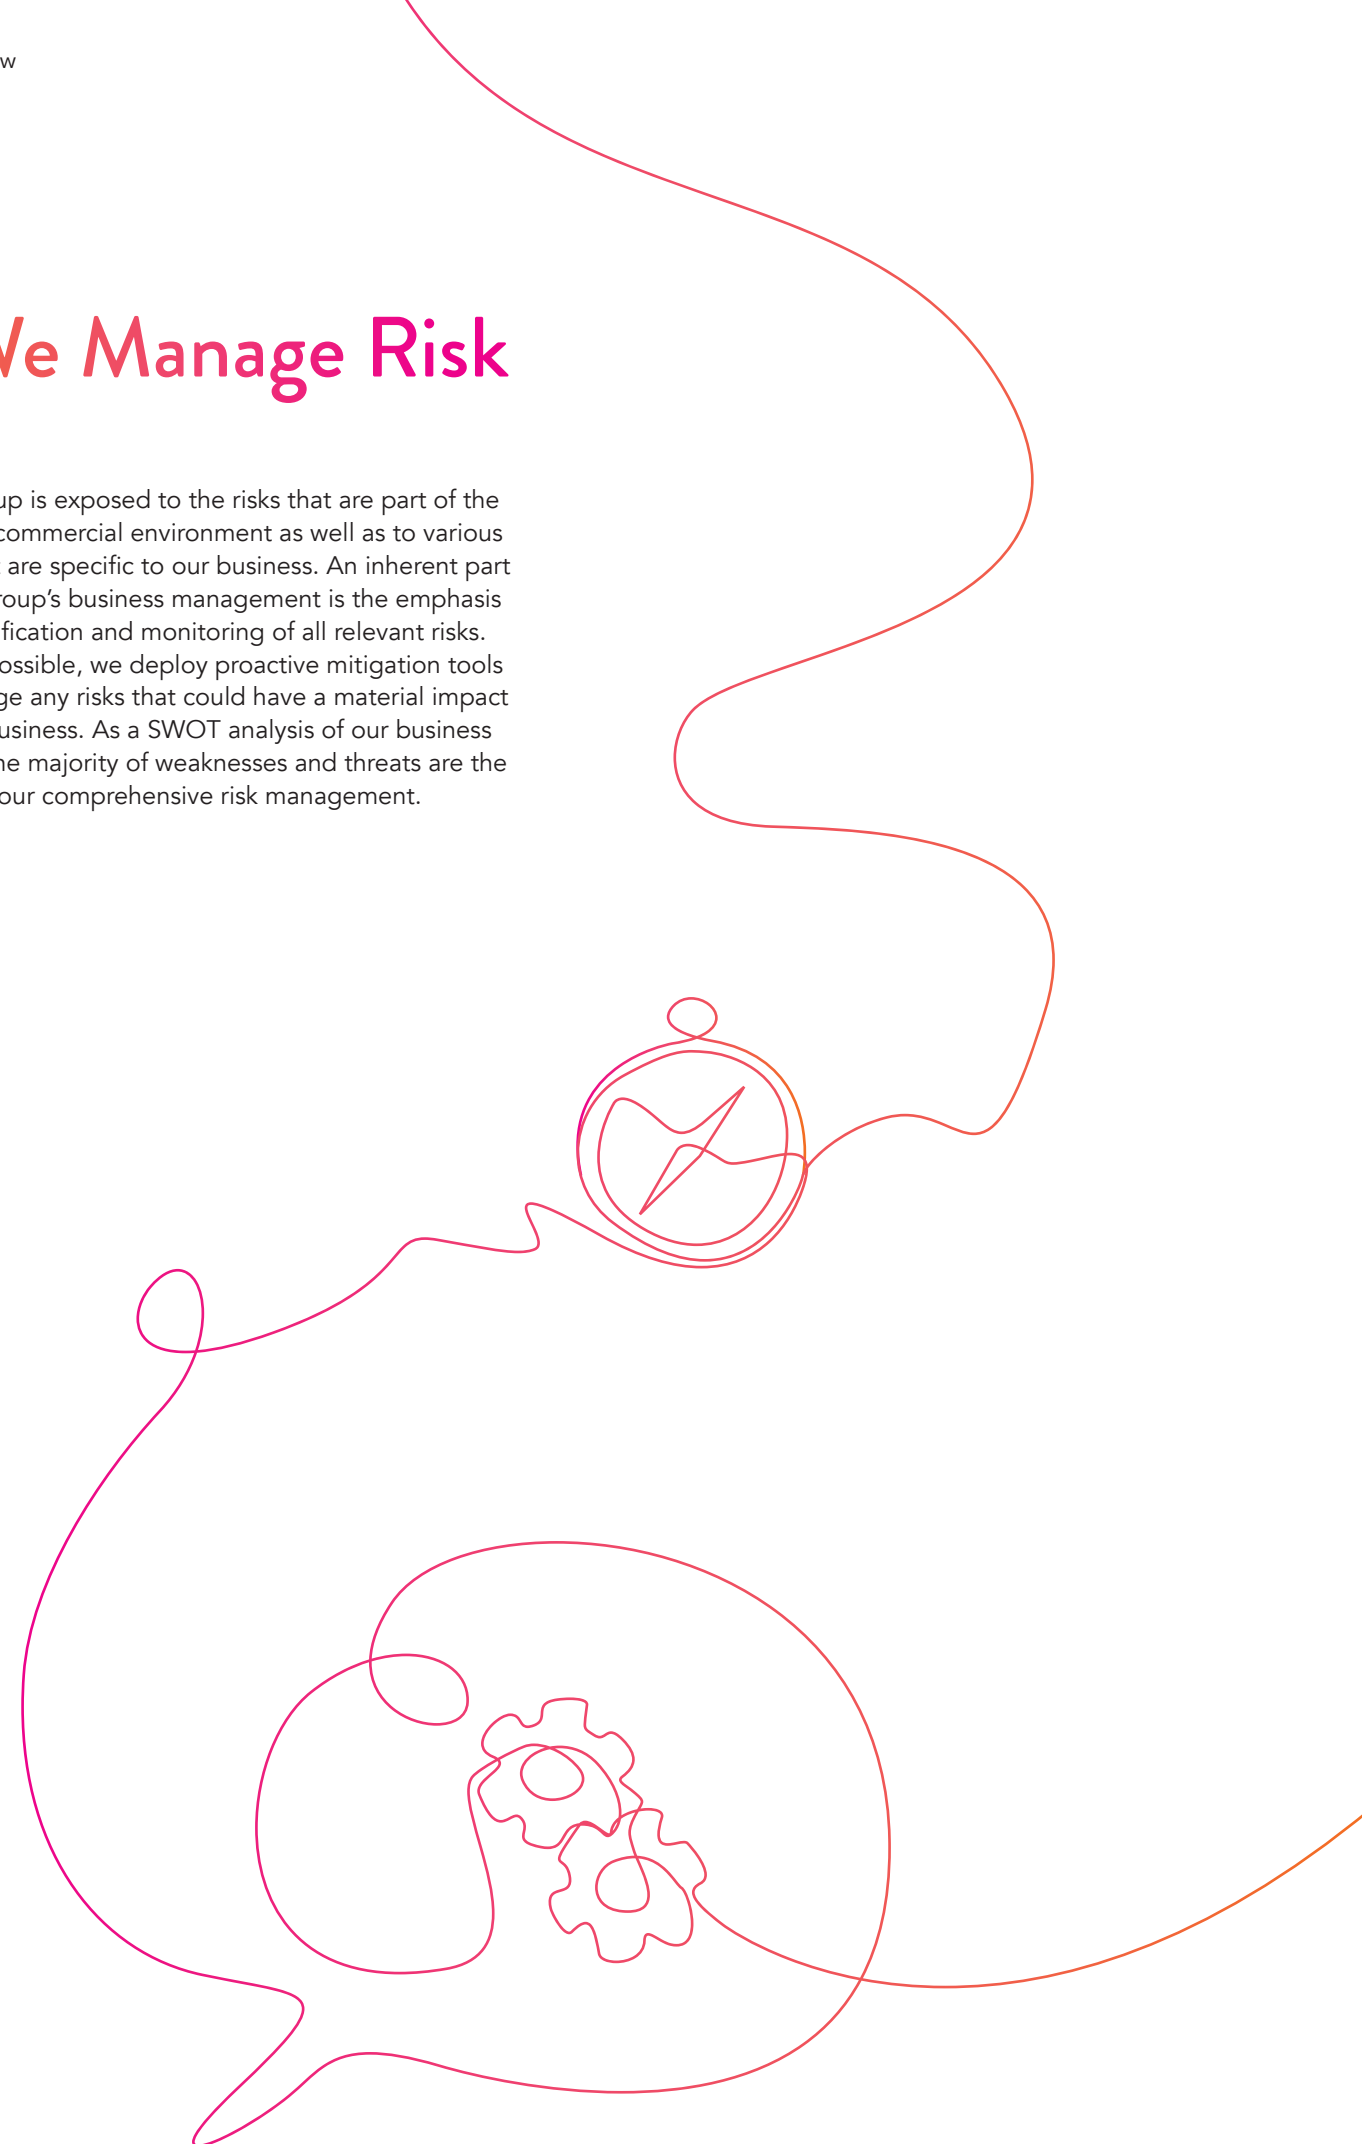 w
We Manage Risk
up is exposed to the risks that are part of the
commercial environment as well as to various
are specific to our business. An inherent part
roup's business management is the emphasis
fication and monitoring of all relevant risks.
ossible, we deploy proactive mitigation tools
ge any risks that could have a material impact
usiness. As a SWOT analysis of our business
he majority of weaknesses and threats are the
our comprehensive risk management.